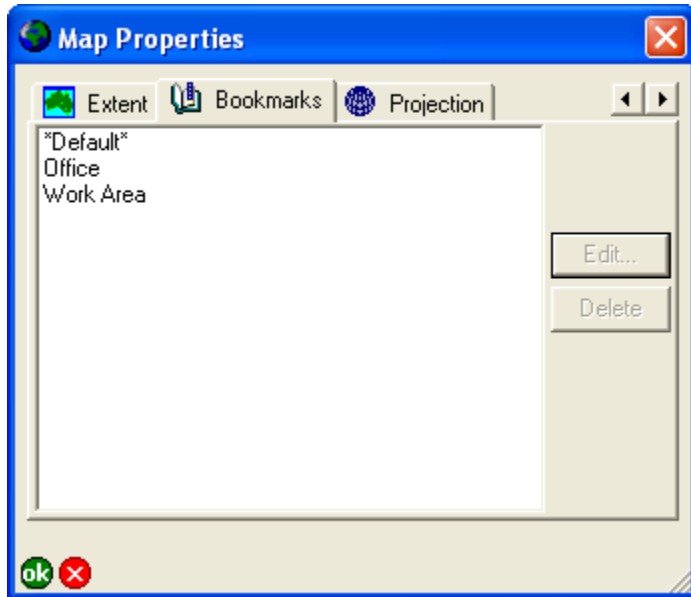 Map Properties
Extent
Bookmarks
Projection
*Default*
Office
Work Area
Edit...
Delete
ok